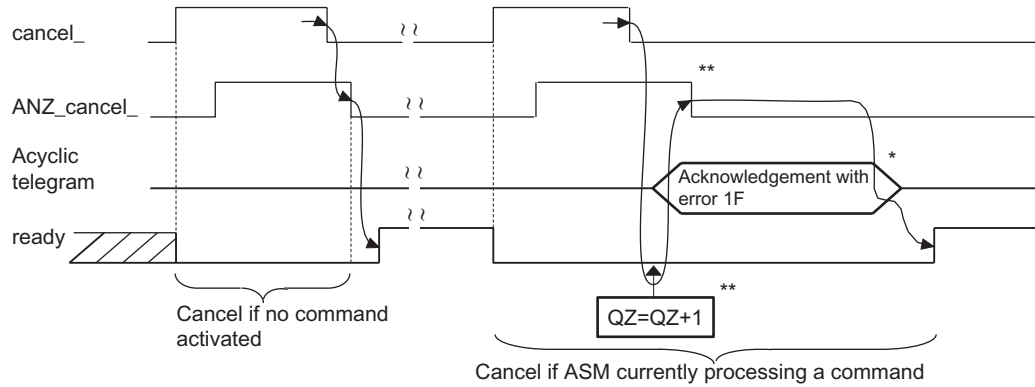 cancel_
ANZ_cancel_
**
Acyclic
telegram
*
Acknowledgement with
error 1F
ready
**
Cancel if no command
activated
QZ=QZ+1
Cancel if ASM currently processing a command